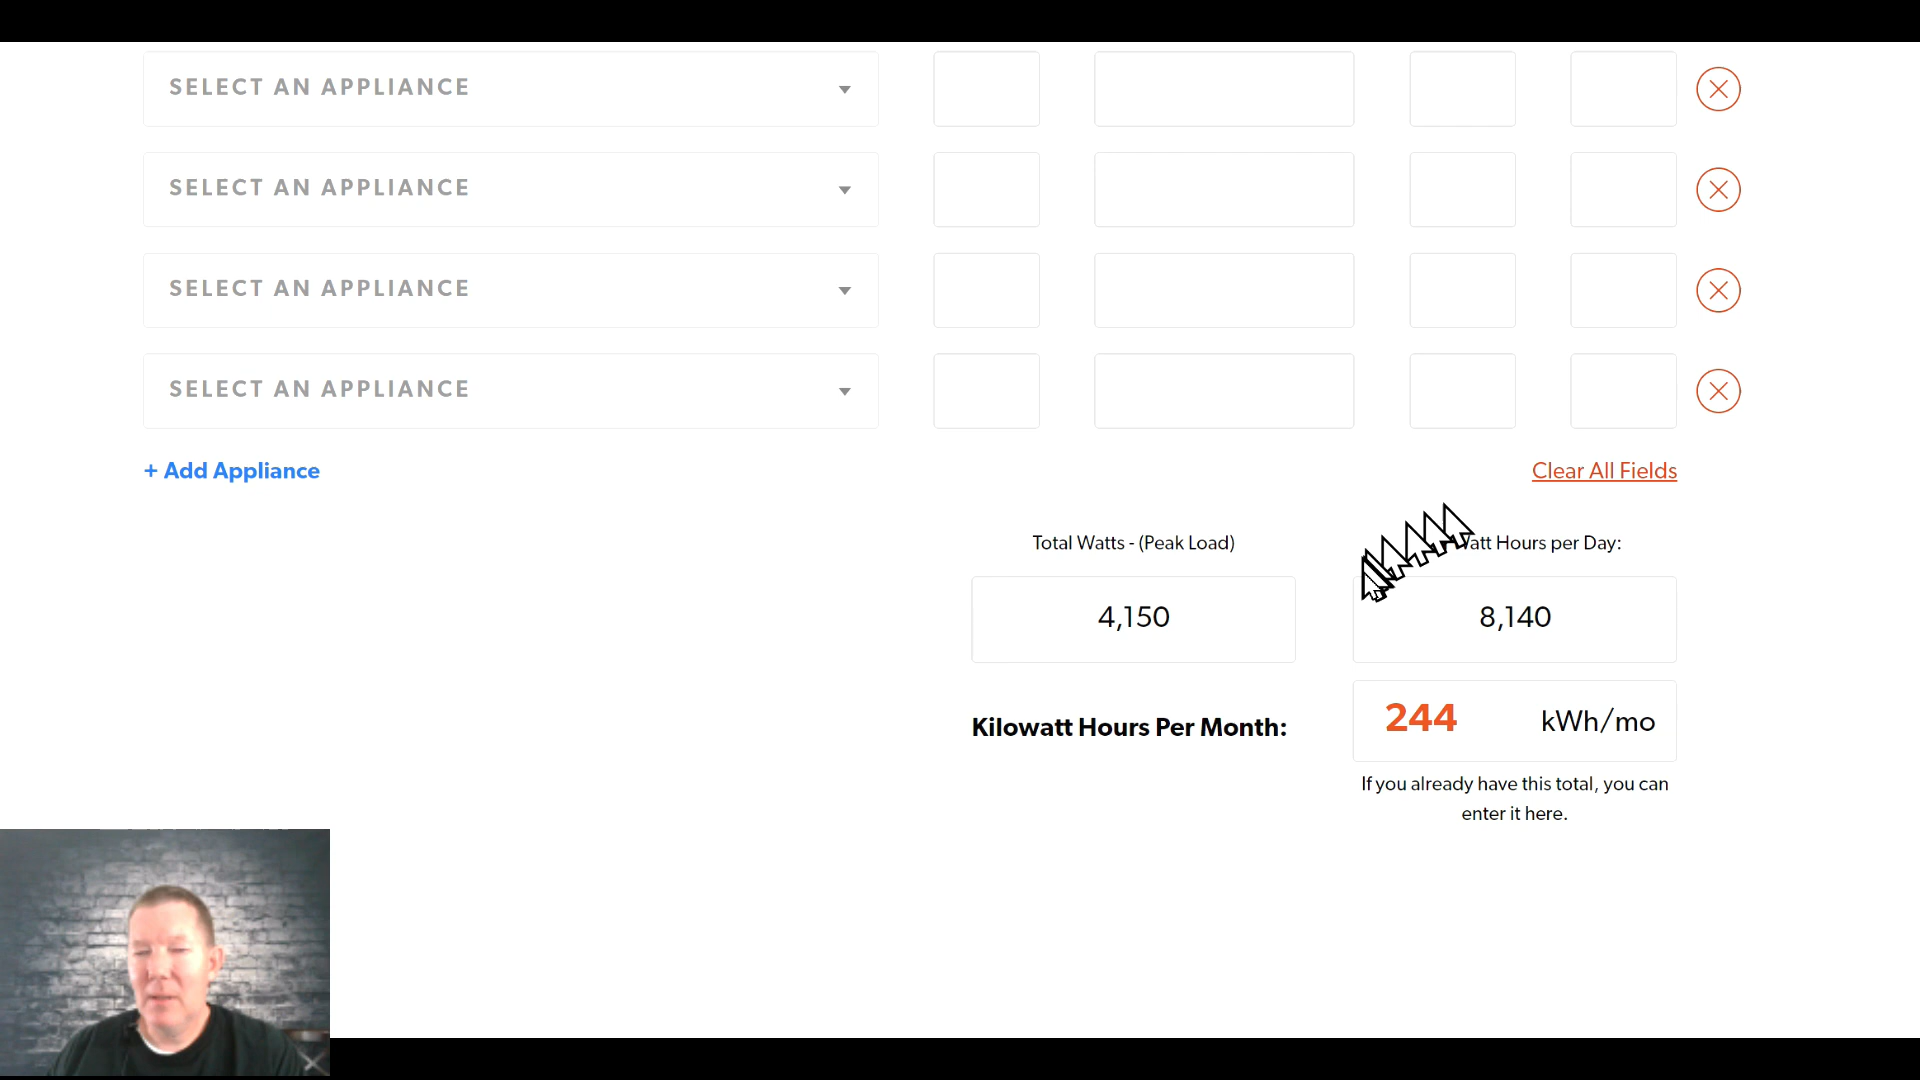 SELECT AN APPLIANCE
SELECT AN APPLIANCE
SELECT AN APPLIANCE
SELECT AN APPLIANCE
+ Add Appliance
Clear All Fields
Total Watts - (Peak Load)
Hours per Day:
4,150
8,140
Kilowatt Hours Per Month:
244
kWh/mo
If you already have this total, you can
enter it here.